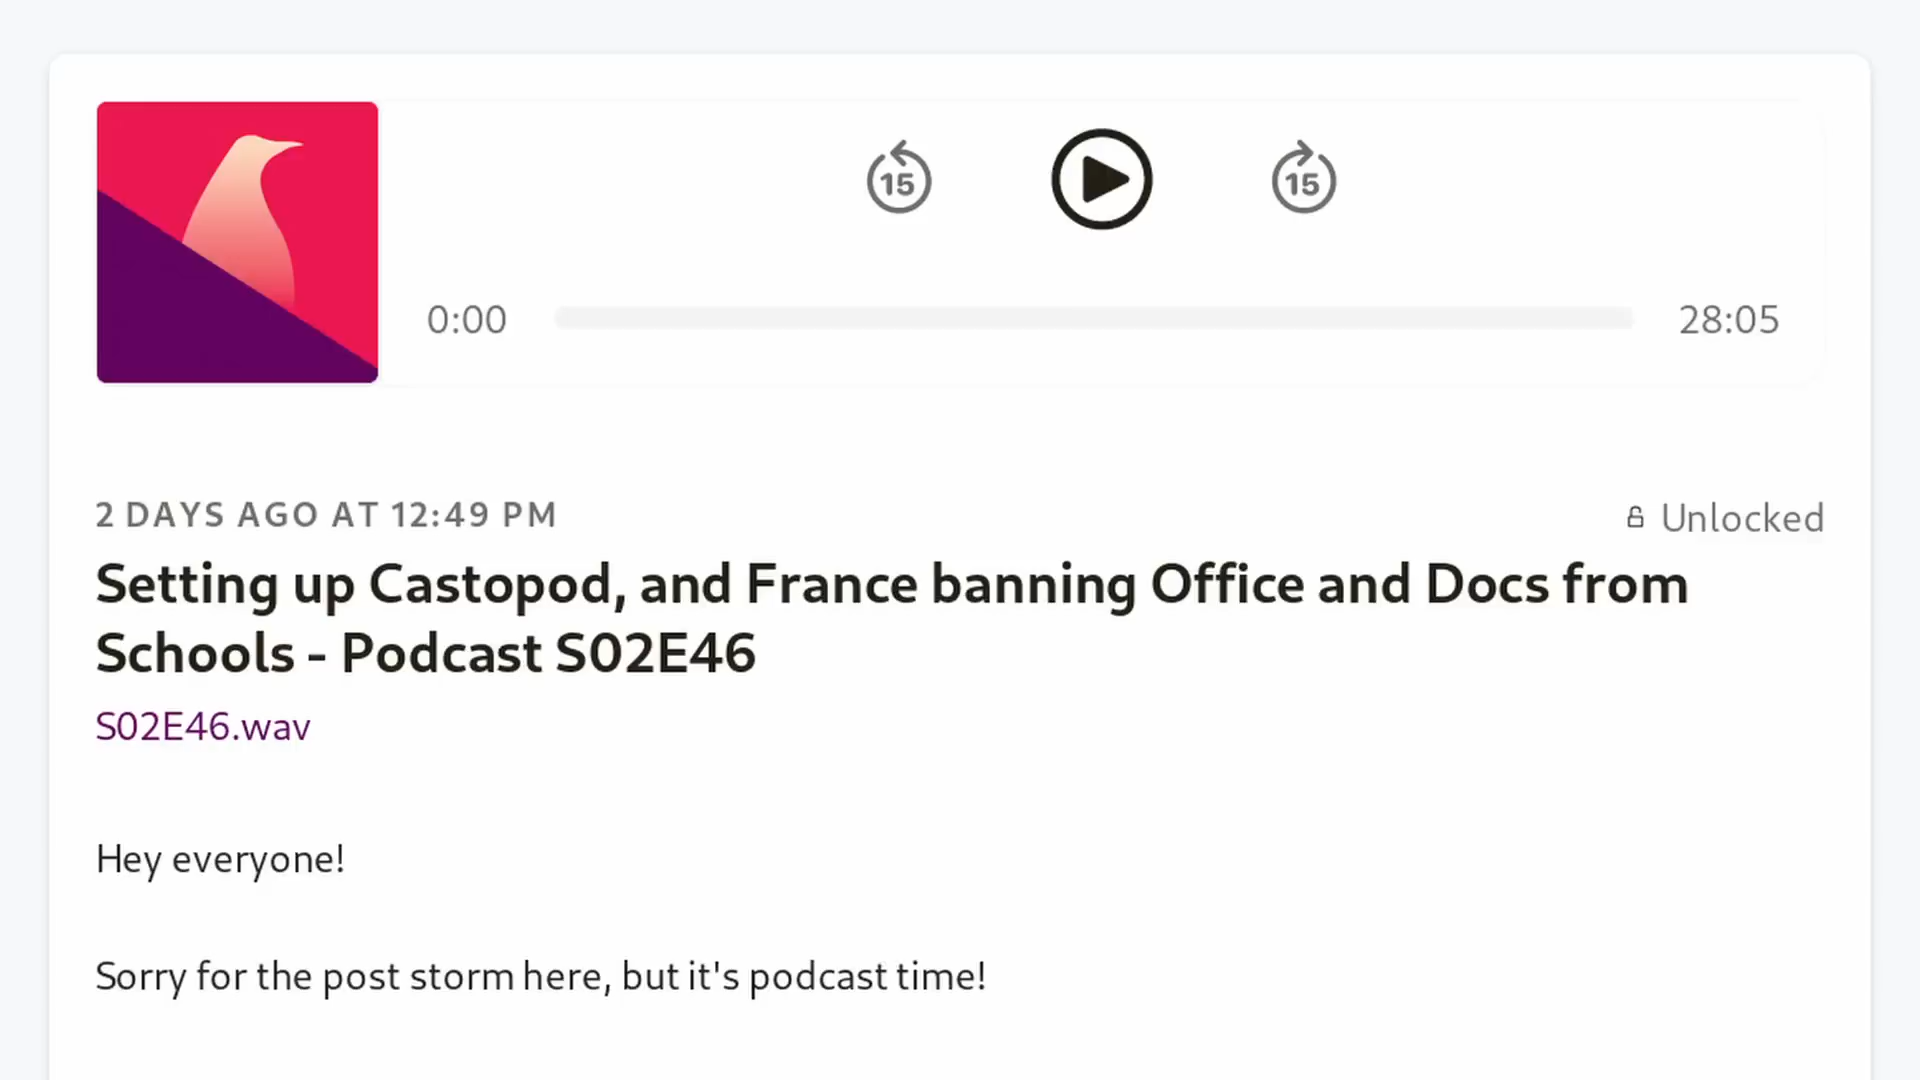 15
15
0:00
28:05
2 DAYS AGO AT 12:49 PM
Unlocked
Setting up Castopod, and France banning Office and Docs from
Schools - Podcast S02E46
S02E46.wav
Hey everyone!
Sorry for the post storm here, but it's podcast time!